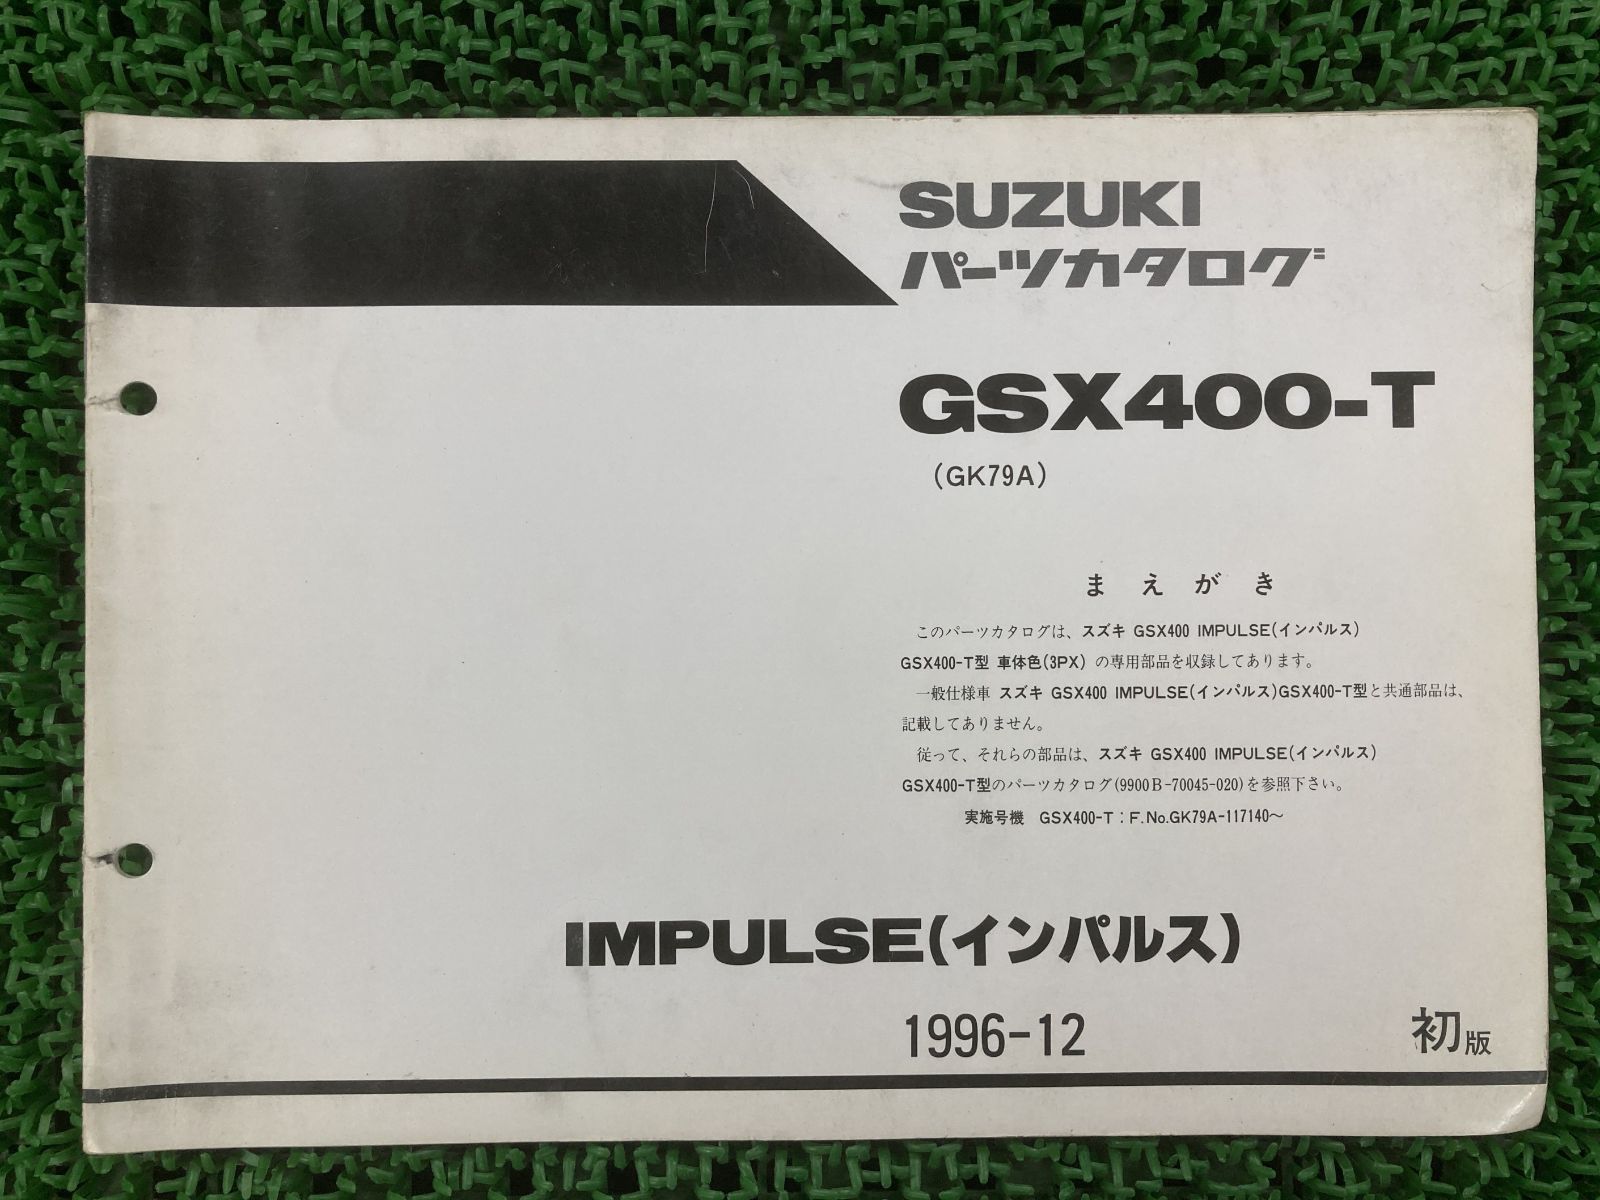 SUZUKI
パーツカタログ
GSX400-T
(GK79A)
まえがき
このパーツカタログは、スズキ GSX400 IMPULSE(インパルス)
GSX400-T型 車体色(3PX) の専用部品を収録してあります。
一般仕様車 スズキ GSX400 IMPULSE(インパルス)GSX400-T型と共通部品は、
記載してありません。
従って、それらの部品は、スズキ GSX400 IMPULSE(インパルス)
GSX400-T型のパーツカタログ(9900B-70045-020)を参照下さい。
実施号機 GSX400-T:F.No.GK79A-117140〜
IMPULSE(インパルス)
1996-12
初版